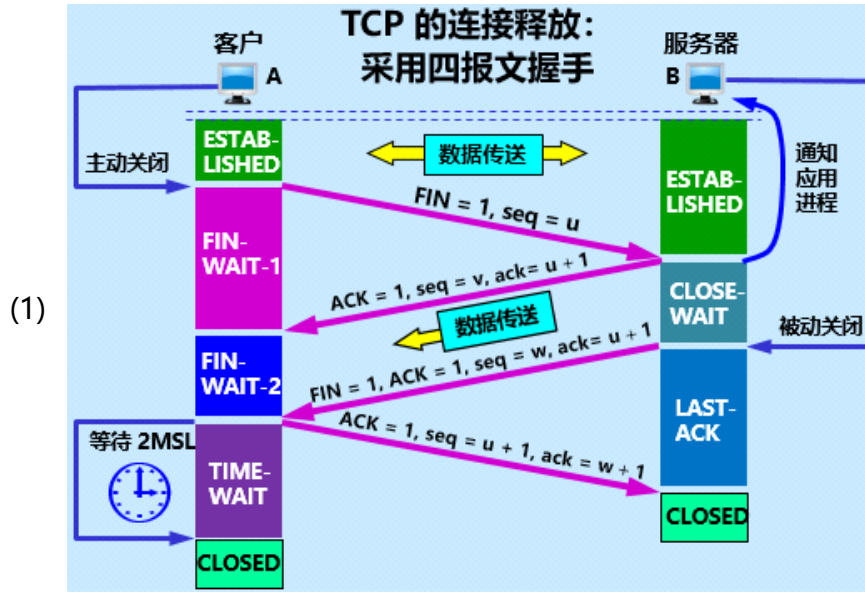 TCP 的连接释放：
采用四报文握手
客户
服务器
A
B
ESTAB-
LISHED
主动关闭
数据传送
通知
应用
进程
ESTAB-
LISHED
FIN = 1, seq = u
FIN-
WAIT-1
ACK = 1, seq = v, ack= u + 1
CLOSE-
WAIT
(1)
数据传送
被动关闭
FIN-
WAIT-2
FIN = 1, ACK = 1, seq = w, ack= u + 1
LAST-
ACK
等待 2MSL
ACK = 1, seq = u + 1, ack = w + 1
TIME-
WAIT
CLOSED
CLOSED